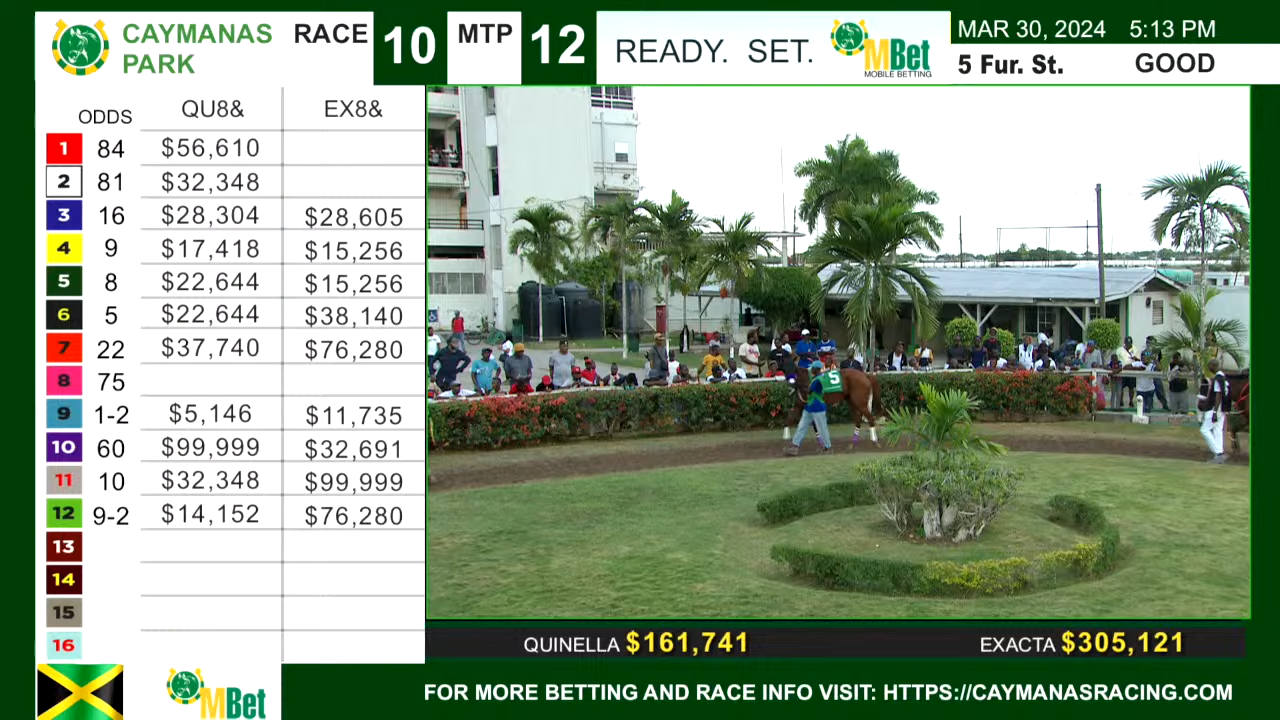 CAYMANAS PARK
RACE 10
MTP 12
READY. SET.
MBet
MOBILE BETTING
MAR 30, 2024 5:13 PM
5 Fur. St. GOOD
ODDS QU8& EX8&
1 84 $56,610
2 81 $32,348
3 16 $28,304 $28,605
4 9 $17,418 $15,256
5 8 $22,644 $15,256
6 5 $22,644 $38,140
7 22 $37,740 $76,280
8 75
9 1-2 $5,146 $11,735
10 60 $99,999 $32,691
11 10 $32,348 $99,999
12 9-2 $14,152 $76,280
13
14
15
16
5
QUINELLA $161,741 EXACTA $305,121
MBet
FOR MORE BETTING AND RACE INFO VISIT: HTTPS://CAYMANASRACING.COM